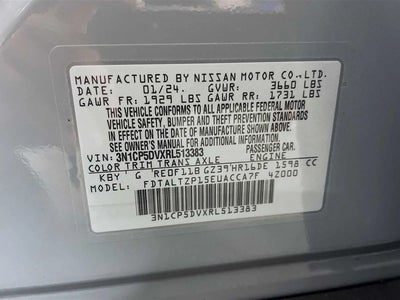 MANUFACTURED BY NISSAN MOTOR CO.,LTD.
DATE: 01/24. GVWR: 3660 LBS
GAWR FR: 1929 LBS GAWR RR: 1731 LBS
THIS VEHICLE CONFORMS TO ALL APPLICABLE FEDERAL MOTOR
VEHICLE SAFETY, BUMPER AND THEFT PREVENTION STANDARDS
IN EFFECT ON THE DATE OF MANUFACTURE SHOWN ABOVE.
SEE OWNER'S MANUAL FOR ADDITIONAL INFORMATION
VIN: 3N1CP5DVXRL513383 PASSENGER CAR.
COLOR TRIM TRANS AXLE ENGINE
KBY G RE0F11B GZ39 HR16DE 1598 CC
FDTALTZP15EUACCA7F 4Z000
3N1CP5DVXRL513383